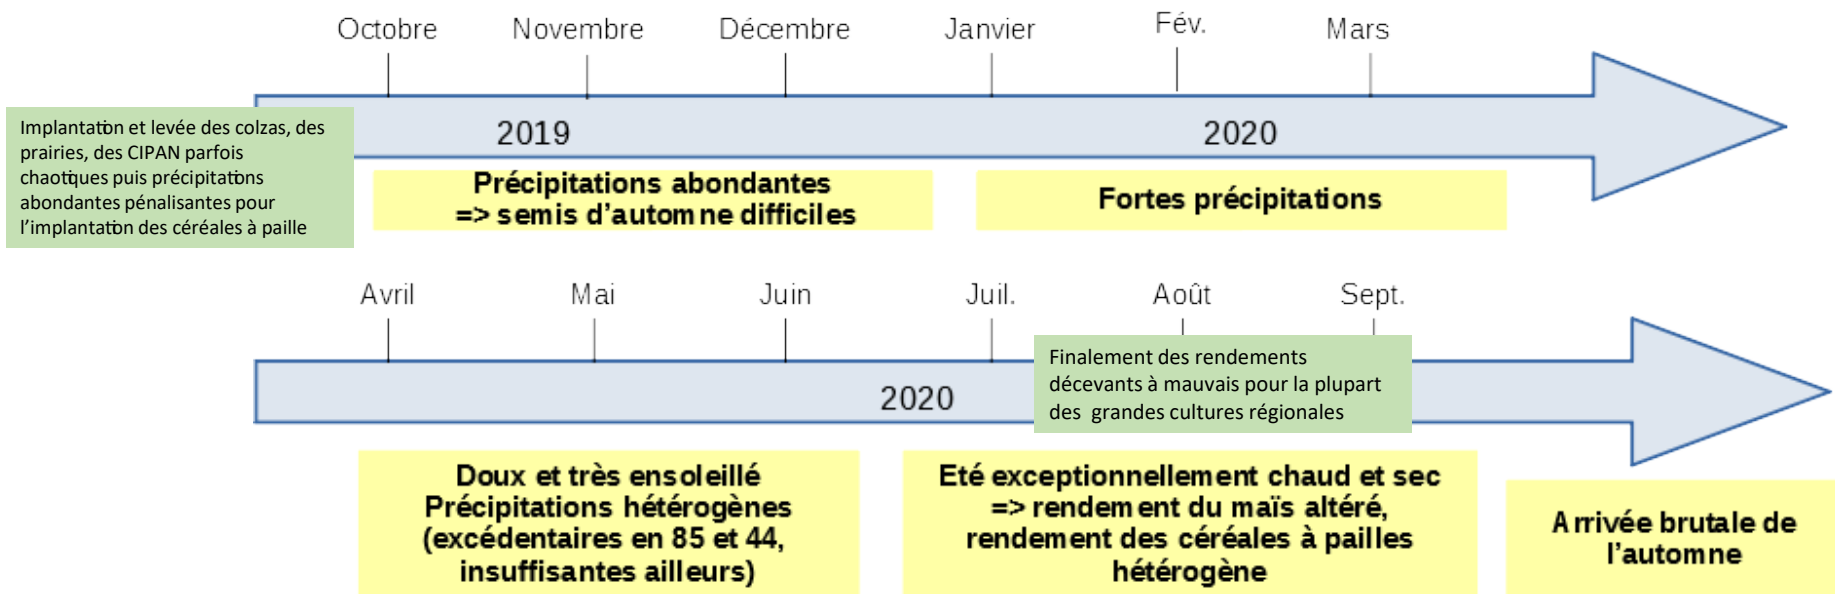 Octobre
Novembre
Décembre
Janvier
Fév.
Mars
2019
2020
Implantation et levée des colzas, des
prairies, des CIPAN parfois
chaotiques puis précipitations
abondantes pénalisantes pour
l'implantation des céréales à paille
Précipitations abondantes
=> semis d'automne difficiles
Fortes précipitations
Avril
Mai
Juin
Juil.
Août
Sept.
2020
Finalement des rendements
décevants à mauvais pour la plupart
des grandes cultures régionales
Doux et très ensoleillé
Précipitations hétérogènes
(excédentaires en 85 et 44,
insuffisantes ailleurs)
Eté exceptionnellement chaud et sec
=> rendement du maïs altéré,
rendement des céréales à pailles
hétérogène
Arrivée brutale de
l'automne